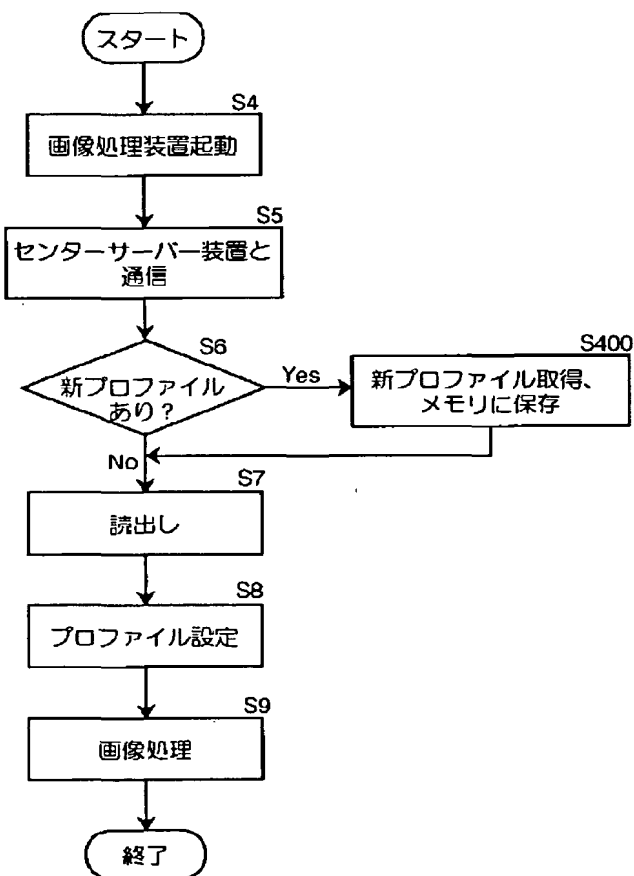 スタート
S4
画像処理装置起動
S5
センターサーバー装置と
通信
S6
新プロファイル
あり？
Yes
S400
新プロファイル取得、
メモリに保存
No
S7
読出し
S8
プロファイル設定
S9
画像処理
終了